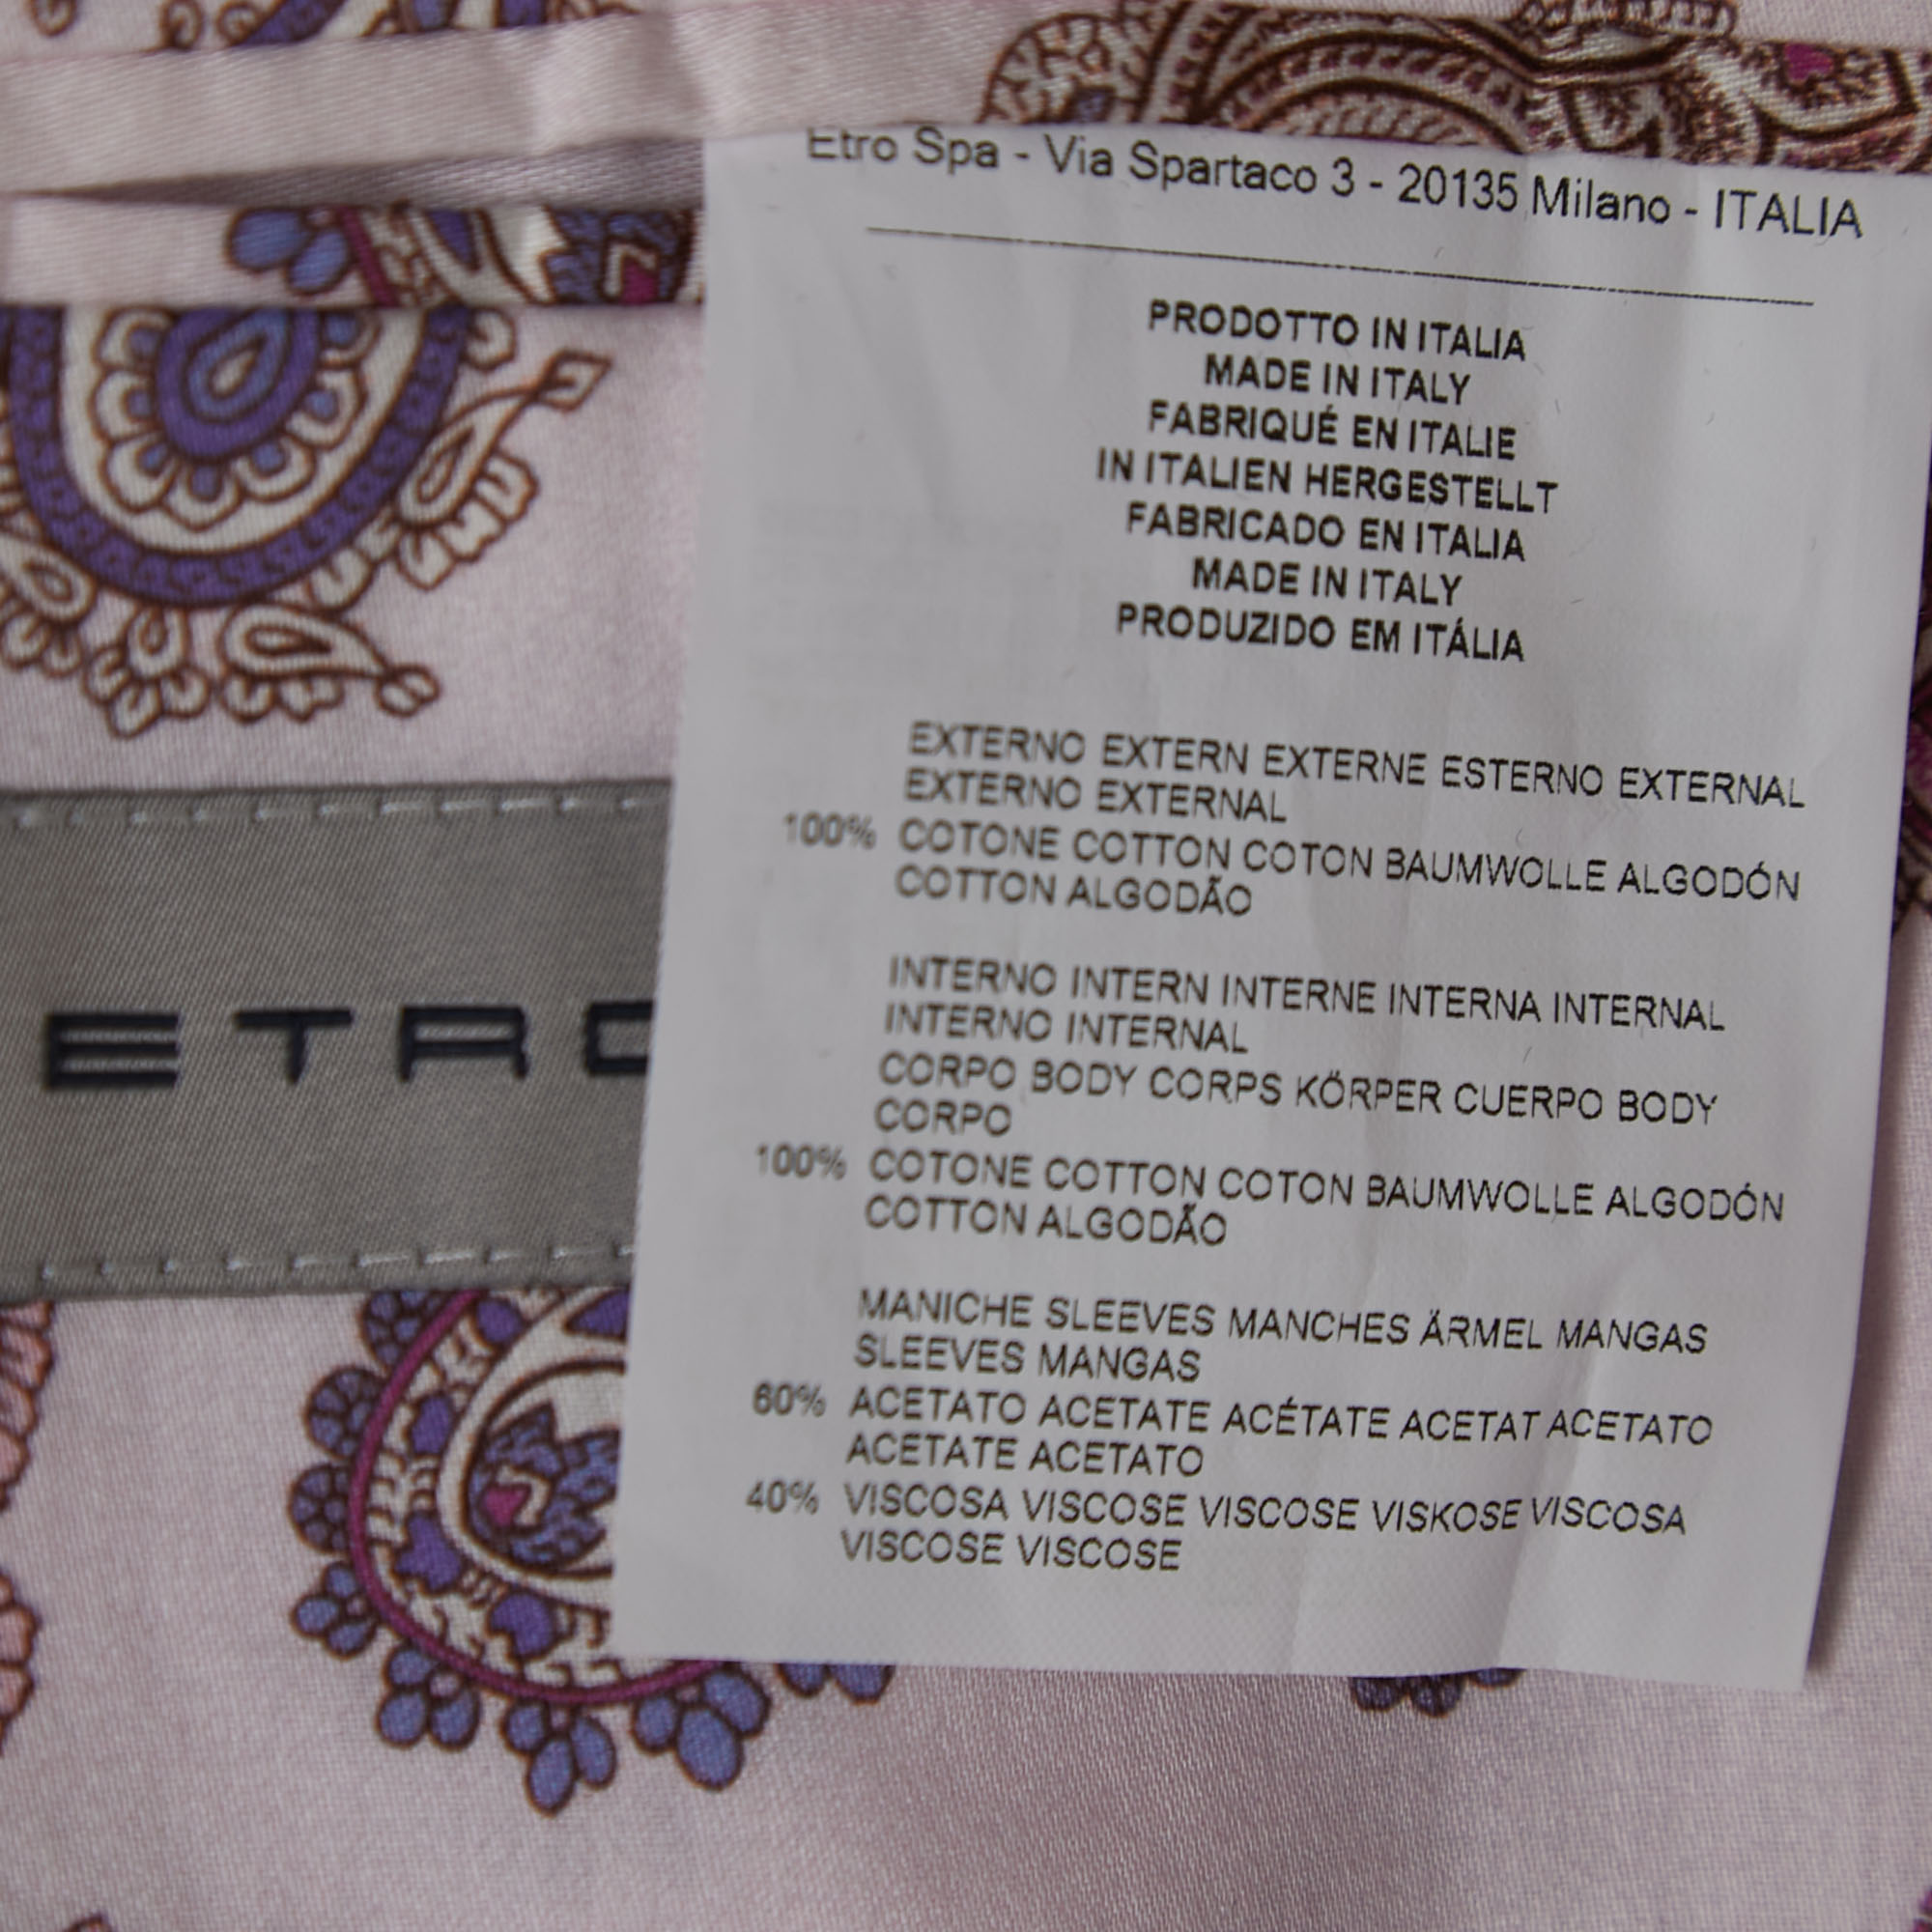 Etro Spa - Via Spartaco 3 - 20135 Milano - ITALIA
PRODOTTO IN ITALIA
MADE IN ITALY
FABRIQUÉ EN ITALIE
IN ITALIEN HERGESTELLT
FABRICADO EN ITALIA
MADE IN ITALY
PRODUZIDO EM ITÁLIA
EXTERNO EXTERN EXTERNE ESTERNO EXTERNAL
EXTERNO EXTERNAL
100% COTONE COTTON COTON BAUMWOLLE ALGODÓN
COTTON ALGODÃO
INTERNO INTERN INTERNE INTERNA INTERNAL
INTERNO INTERNAL
CORPO BODY CORPS KÖRPER CUERPO BODY
CORPO
100% COTONE COTTON COTON BAUMWOLLE ALGODÓN
COTTON ALGODÃO
MANICHE SLEEVES MANCHES ÄRMEL MANGAS
SLEEVES MANGAS
60% ACETATO ACETATE ACÉTATE ACETAT ACETATO
ACETATE ACETATO
40% VISCOSA VISCOSE VISCOSE VISKOSE VISCOSA
VISCOSE VISCOSE
ETRO